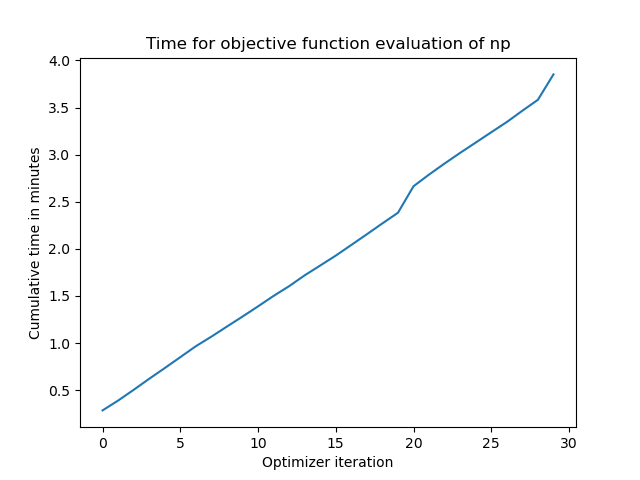 Time for objective function evaluation of np
Cumulative time in minutes
4.0
3.5
3.0
2.5
2.0
1.5
1.0
0.5
0 5 10 15 20 25 30
Optimizer iteration